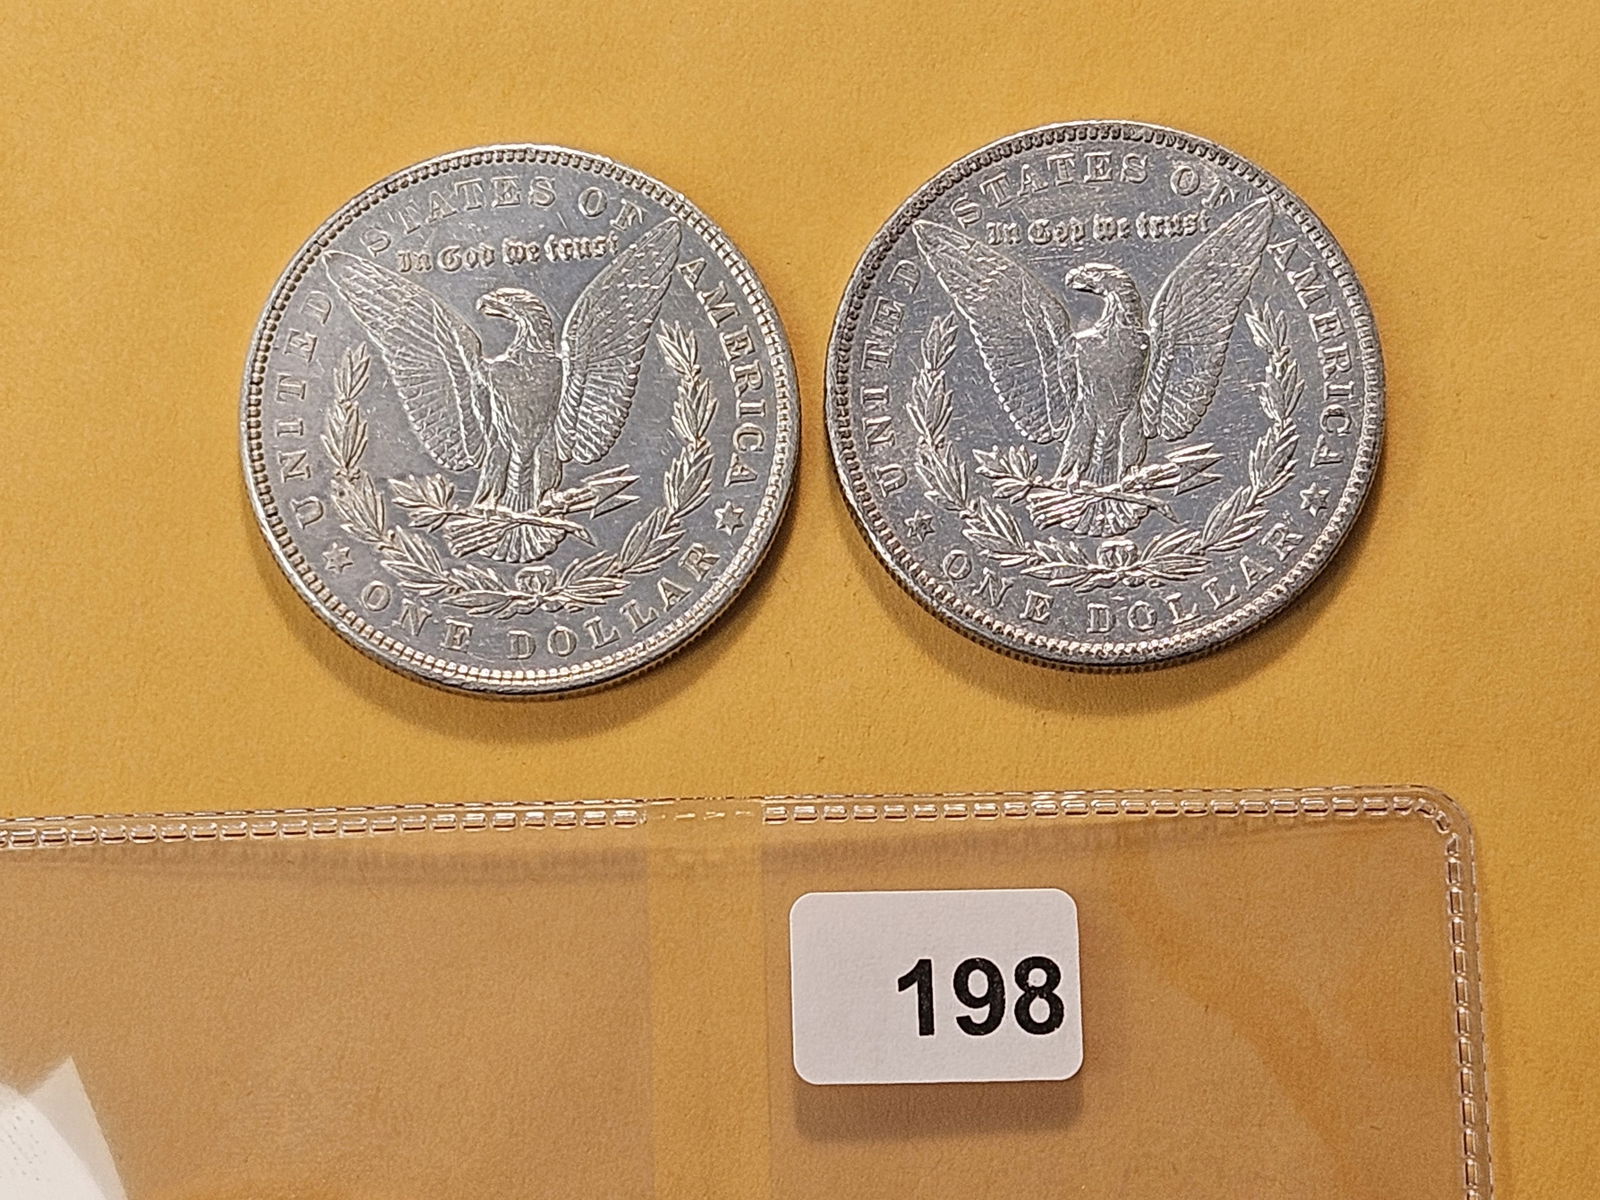 UNITED STATES OF AMERICA
In God we trust
ONE DOLLAR
UNITED STATES OF AMERICA
In God we trust
ONE DOLLAR
198